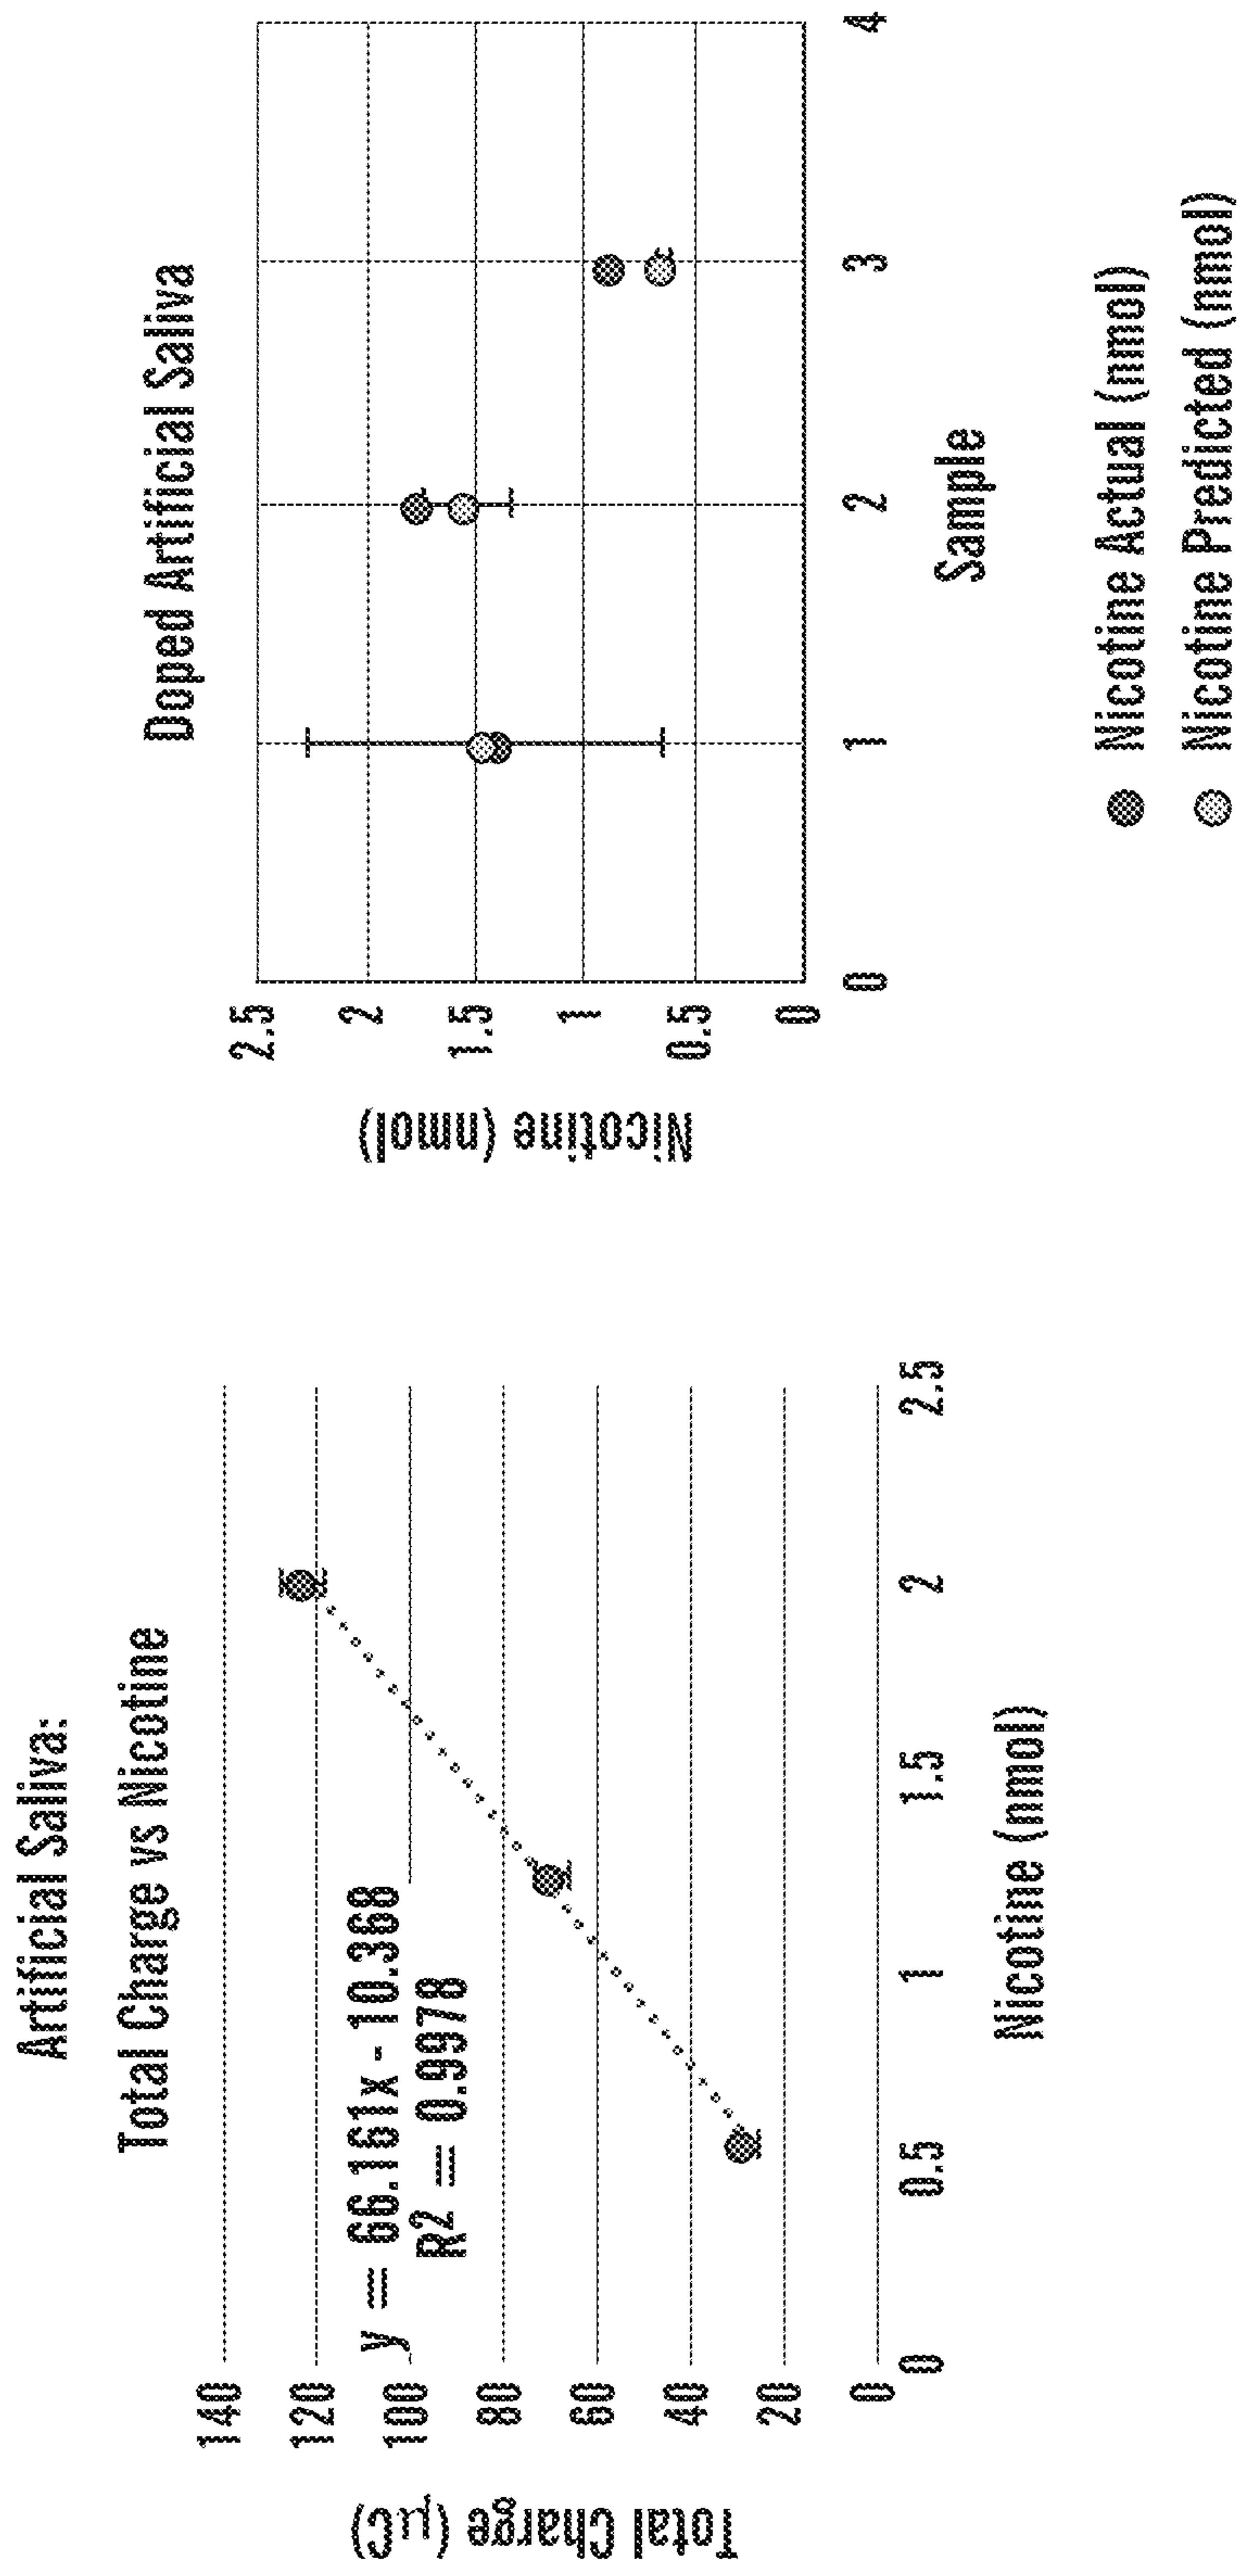 Artificial Saliva:
Total Charge vs Nicotine
Total Charge (μC)
140
120
100
80
60
40
20
0
y = 66.161x - 10.368
R² = 0.9978
0
0.5
1
1.5
2
2.5
Nicotine (nmol)
Doped Artificial Saliva
Nicotine (nmol)
2.5
2
1.5
1
0.5
0
0
1
2
3
4
Sample
Nicotine Actual (nmol)
Nicotine Predicted (nmol)